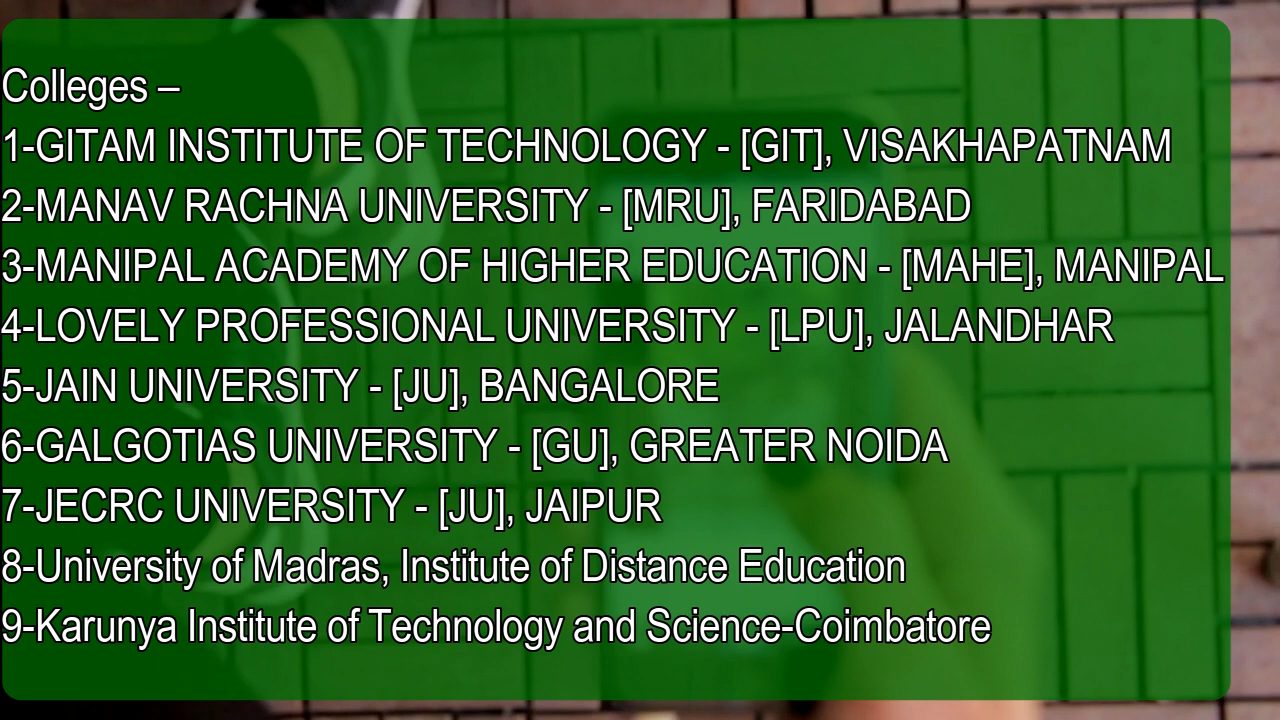 Colleges –
1-GITAM INSTITUTE OF TECHNOLOGY - [GIT], VISAKHAPATNAM
2-MANAV RACHNA UNIVERSITY - [MRU], FARIDABAD
3-MANIPAL ACADEMY OF HIGHER EDUCATION - [MAHE], MANIPAL
4-LOVELY PROFESSIONAL UNIVERSITY - [LPU], JALANDHAR
5-JAIN UNIVERSITY - [JU], BANGALORE
6-GALGOTIAS UNIVERSITY - [GU], GREATER NOIDA
7-JECRC UNIVERSITY - [JU], JAIPUR
8-University of Madras, Institute of Distance Education
9-Karunya Institute of Technology and Science-Coimbatore